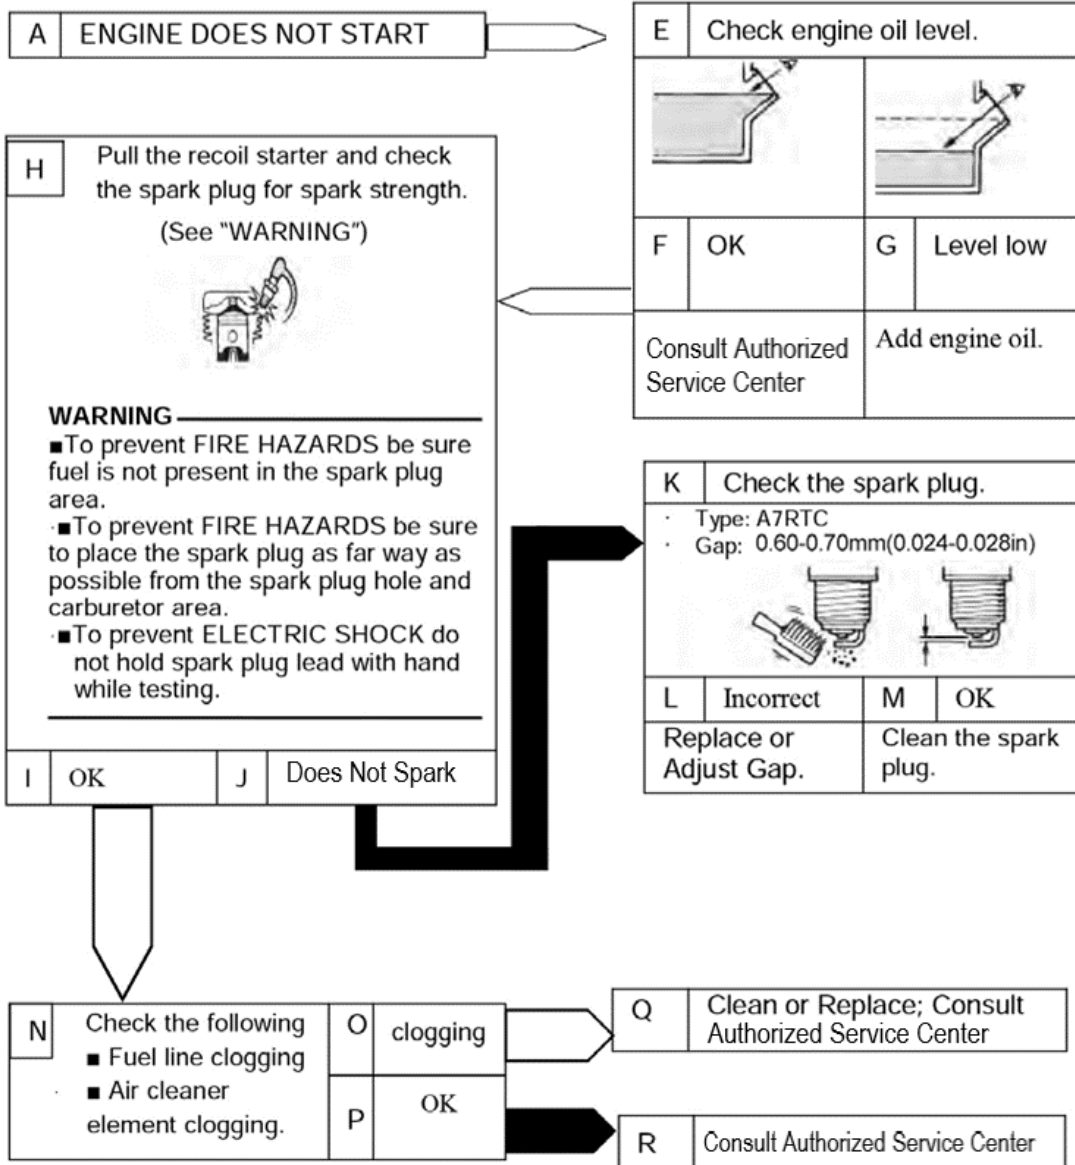 A ENGINE DOES NOT START
E Check engine oil level.
F OK
G Level low
Consult Authorized
Service Center
Add engine oil.
H
Pull the recoil starter and check
the spark plug for spark strength.
(See "WARNING")
WARNING
■To prevent FIRE HAZARDS be sure
fuel is not present in the spark plug
area.
·■To prevent FIRE HAZARDS be sure
to place the spark plug as far way as
possible from the spark plug hole and
carburetor area.
·■To prevent ELECTRIC SHOCK do
not hold spark plug lead with hand
while testing.
I OK
J Does Not Spark
K Check the spark plug.
· Type: A7RTC
· Gap: 0.60-0.70mm(0.024-0.028in)
L Incorrect
M OK
Replace or
Adjust Gap.
Clean the spark
plug.
N
Check the following
■ Fuel line clogging
· ■ Air cleaner
element clogging.
O clogging
P OK
Q Clean or Replace; Consult
Authorized Service Center
R Consult Authorized Service Center